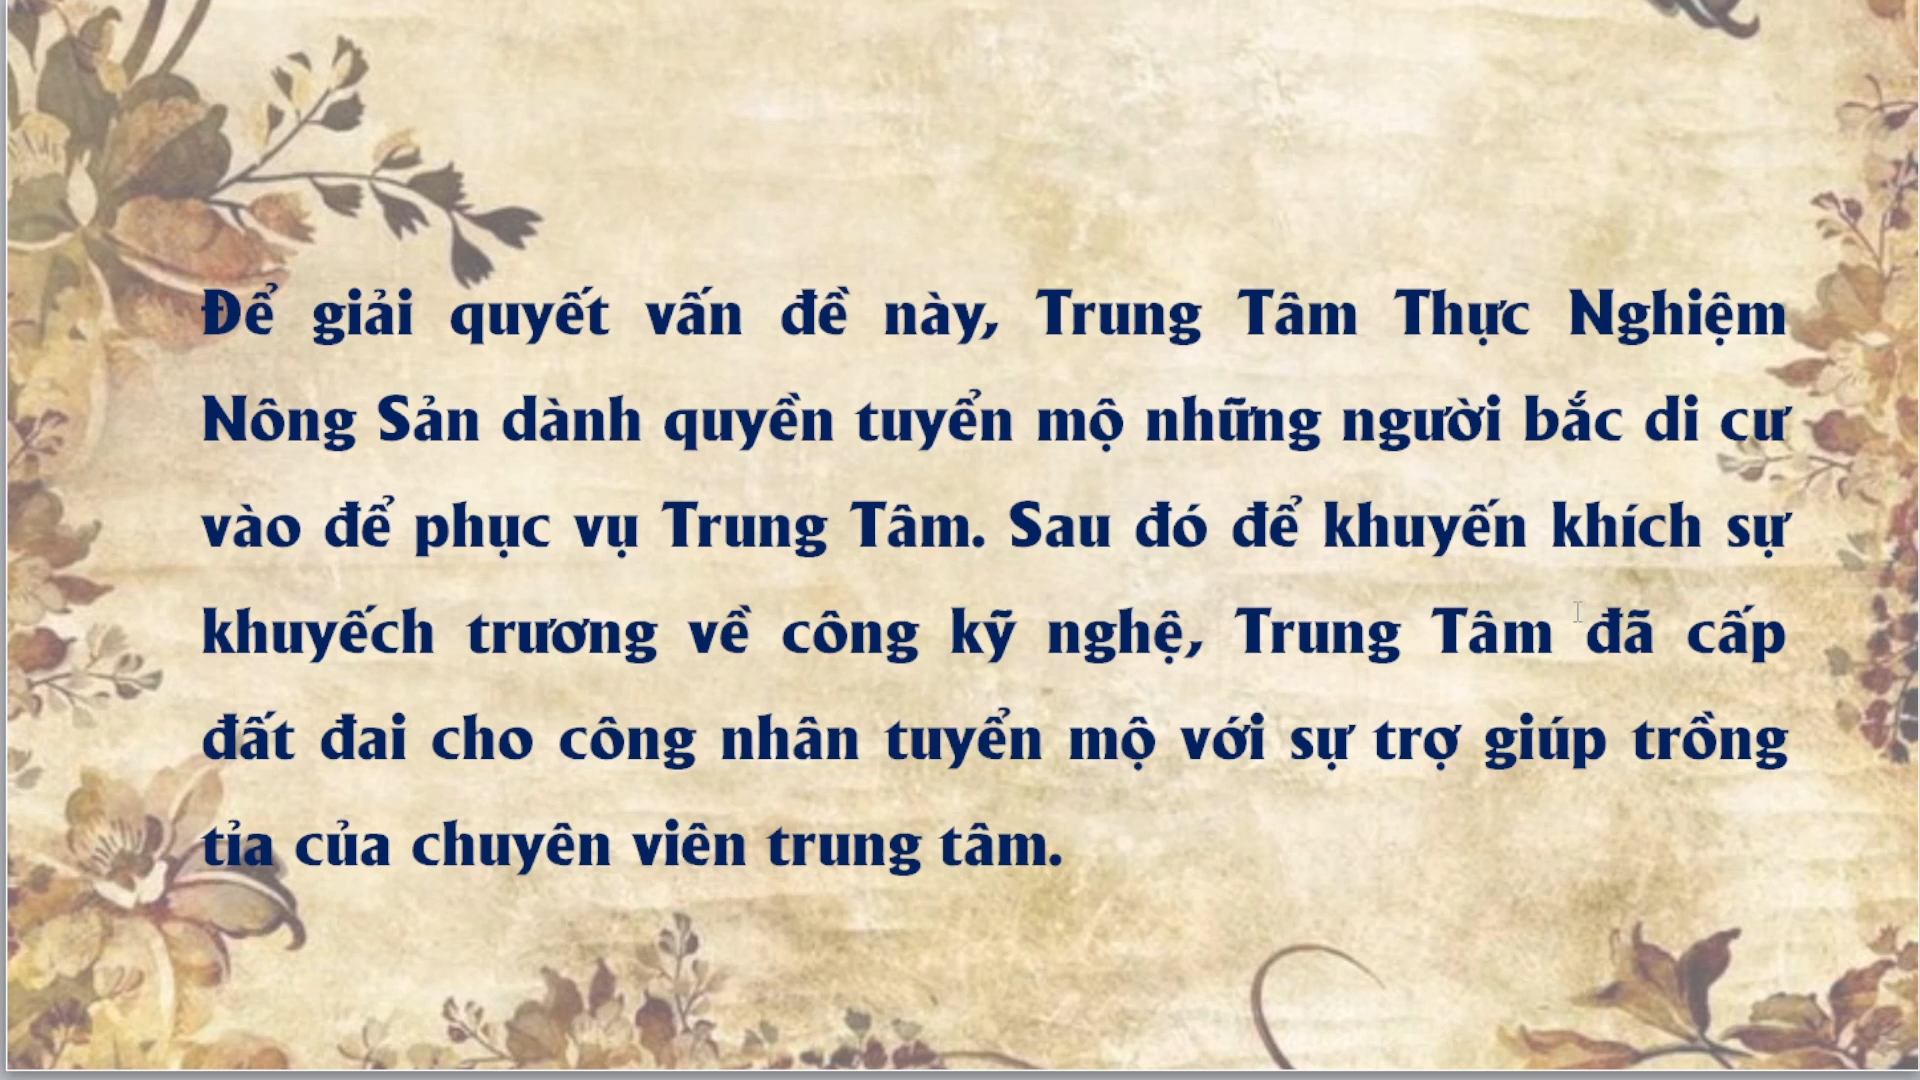 Để giải quyết vấn đề này, Trung Tâm Thực Nghiệm
Nông Sản dành quyền tuyển mộ những người bắc di cư
vào để phục vụ Trung Tâm. Sau đó để khuyến khích sự
khuyếch trương về công kỹ nghệ, Trung Tâm đã cấp
đất đai cho công nhân tuyển mộ với sự trợ giúp trồng
tỉa của chuyên viên trung tâm.